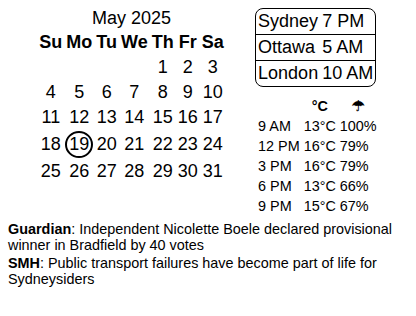 May 2025
Su Mo Tu We Th Fr Sa
1 2 3
4 5 6 7 8 9 10
11 12 13 14 15 16 17
18 19 20 21 22 23 24
25 26 27 28 29 30 31
Sydney 7 PM
Ottawa 5 AM
London 10 AM
°C ☂
9 AM 13°C 100%
12 PM 16°C 79%
3 PM 16°C 79%
6 PM 13°C 66%
9 PM 15°C 67%
Guardian: Independent Nicolette Boele declared provisional
winner in Bradfield by 40 votes
SMH: Public transport failures have become part of life for
Sydneysiders